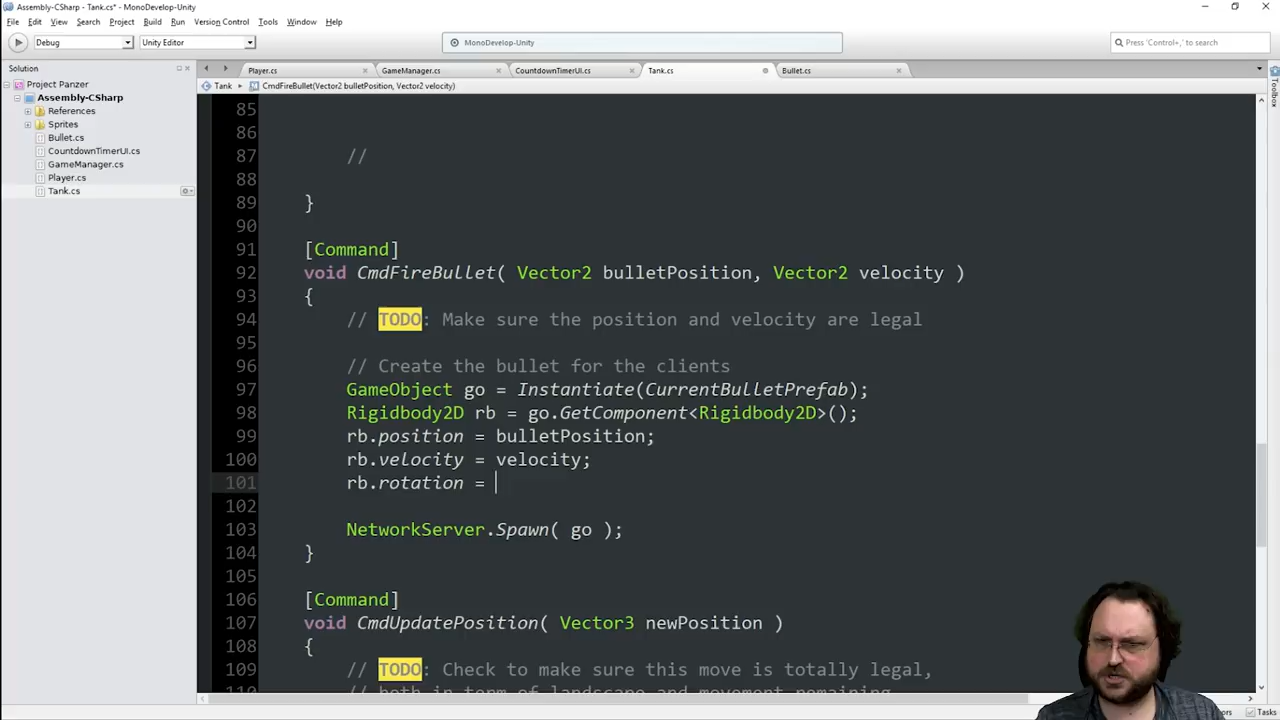 Assembly-CSharp - Tank.cs* - MonoDevelop-Unity
File Edit View Search Project Build Run Version Control Tools Window Help
Debug Unity Editor MonoDevelop-Unity Press 'Control+,' to search
Solution
Project Panzer
Assembly-CSharp
References
Sprites
Bullet.cs
CountdownTimerUI.cs
GameManager.cs
Player.cs
Tank.cs
Player.cs GameManager.cs CountdownTimerUI.cs Tank.cs Bullet.cs
Tank CmdFireBullet(Vector2 bulletPosition, Vector2 velocity)
85
86
87 //
88
89 }
90
91 [Command]
92 void CmdFireBullet( Vector2 bulletPosition, Vector2 velocity )
93 {
94 // TODO: Make sure the position and velocity are legal
95
96 // Create the bullet for the clients
97 GameObject go = Instantiate(CurrentBulletPrefab);
98 Rigidbody2D rb = go.GetComponent<Rigidbody2D>();
99 rb.position = bulletPosition;
100 rb.velocity = velocity;
101 rb.rotation =
102
103 NetworkServer.Spawn( go );
104 }
105
106 [Command]
107 void CmdUpdatePosition( Vector3 newPosition )
108 {
109 // TODO: Check to make sure this move is totally legal,
110 // both in term of landscape and movement remaining
Toolbox
Tasks